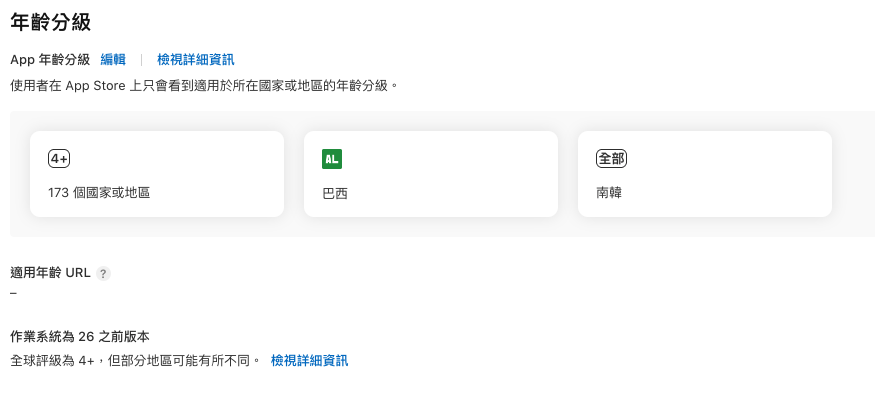 年齡分級
App 年齡分級 編輯 檢視詳細資訊
使用者在 App Store 上只會看到適用於所在國家或地區的年齡分級。
4+
173 個國家或地區
AL
巴西
全部
南韓
適用年齡 URL ?
–
作業系統為 26 之前版本
全球評級為 4+，但部分地區可能有所不同。 檢視詳細資訊